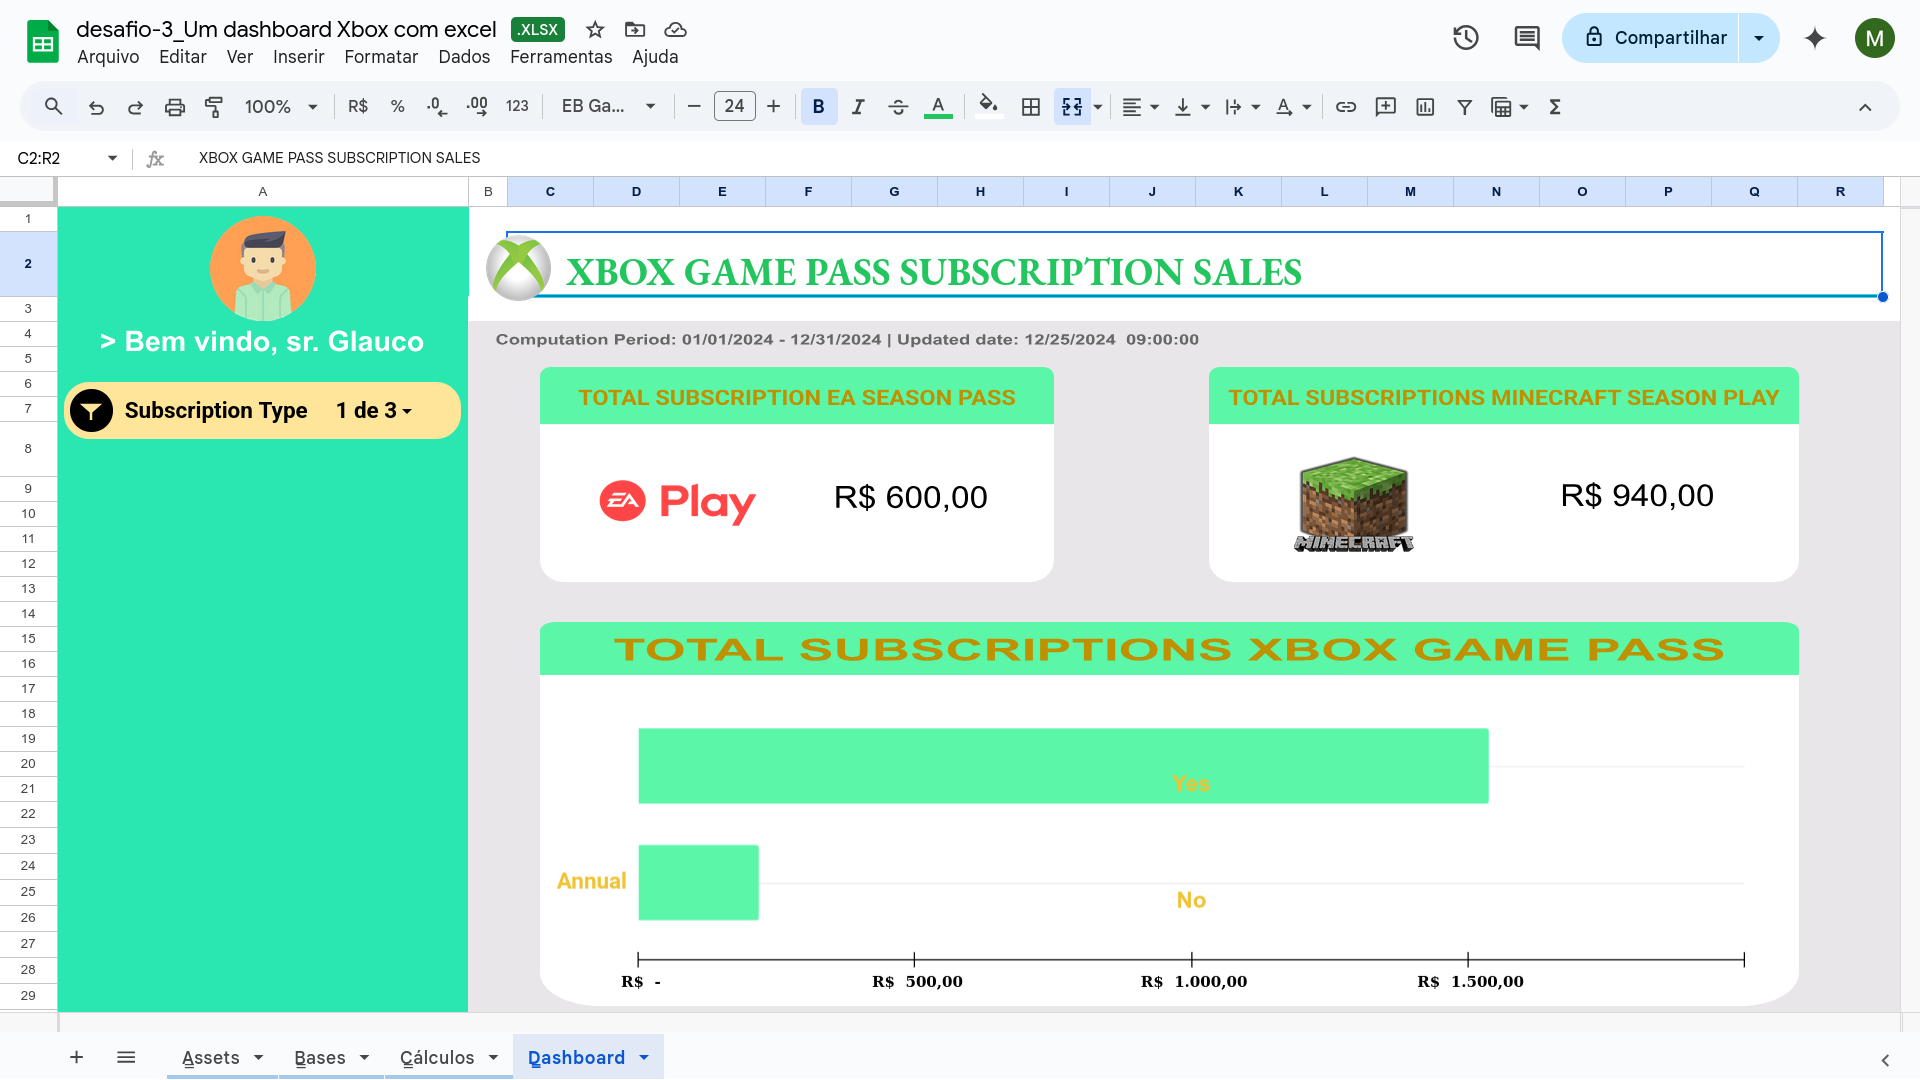 desafio-3_Um dashboard Xbox com excel .XLSX
Arquivo Editar Ver Inserir Formatar Dados Ferramentas Ajuda
Compartilhar
M
100% R$ % .0 .00 123 EB Ga... 24 B I A A
C2:R2 fx XBOX GAME PASS SUBSCRIPTION SALES
A B C D E F G H I J K L M N O P Q R
1
2
XBOX GAME PASS SUBSCRIPTION SALES
3
4
> Bem vindo, sr. Glauco
Computation Period: 01/01/2024 - 12/31/2024 | Updated date: 12/25/2024 09:00:00
5
6
TOTAL SUBSCRIPTION EA SEASON PASS
TOTAL SUBSCRIPTIONS MINECRAFT SEASON PLAY
7
Subscription Type 1 de 3
8
9
EA Play R$ 600,00
MINECRAFT R$ 940,00
10
11
12
13
14
15
TOTAL SUBSCRIPTIONS XBOX GAME PASS
16
17
18
19
20
21
Yes
22
23
24
Annual
25
No
26
27
28
R$ - R$ 500,00 R$ 1.000,00 R$ 1.500,00
29
Assets Bases Cálculos Dashboard